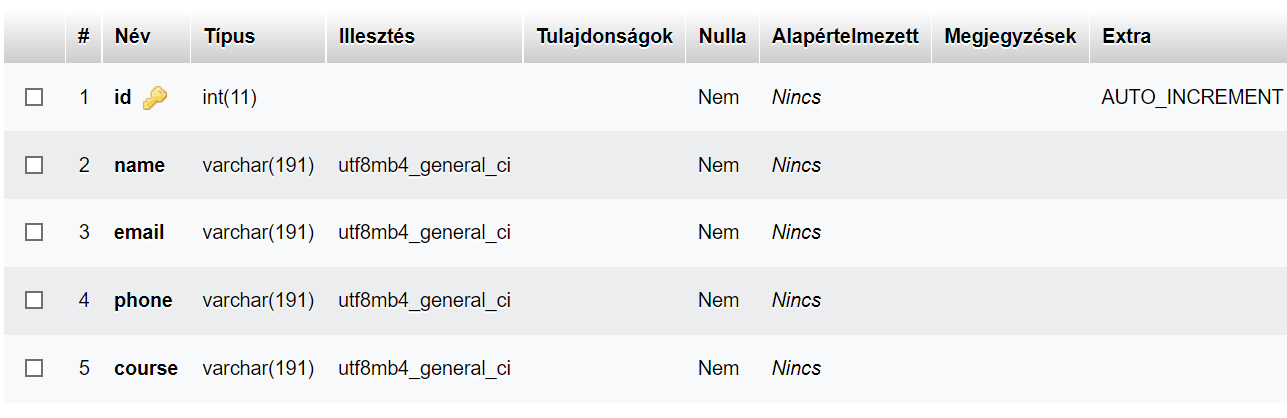 # Név Típus Illesztés Tulajdonságok Nulla Alapértelmezett Megjegyzések Extra
1 id int(11) Nem Nincs AUTO_INCREMENT
2 name varchar(191) utf8mb4_general_ci Nem Nincs
3 email varchar(191) utf8mb4_general_ci Nem Nincs
4 phone varchar(191) utf8mb4_general_ci Nem Nincs
5 course varchar(191) utf8mb4_general_ci Nem Nincs